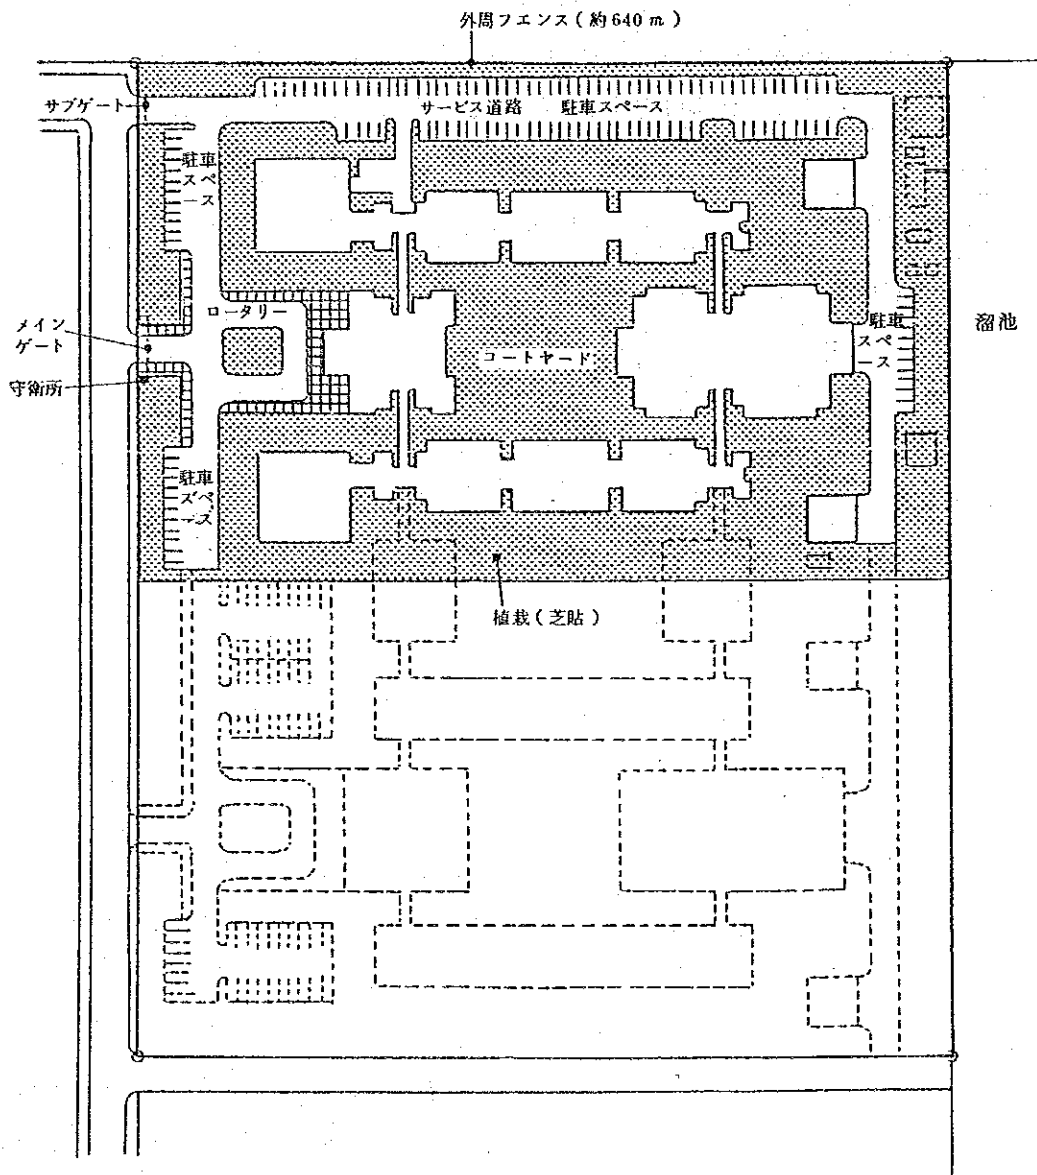 外周フエンス(約640m)
サブゲート
サービス道路 駐車スペース
駐車
スペ
ース
ロータリー
メイン
ゲート
コートヤード
駐車
スペ
ース
溜池
守衛所
駐車
スペ
ース
植栽(芝貼)